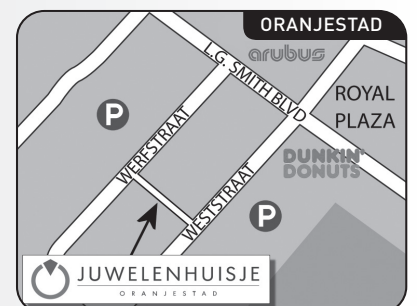 ORANJESTAD
arubus
L.G. SMITH BLVD
ROYAL
PLAZA
P
WERFSTRAAT
DUNKIN'
DONUTS
WESTSTRAAT
P
JUWELENHUISJE
ORANJESTAD